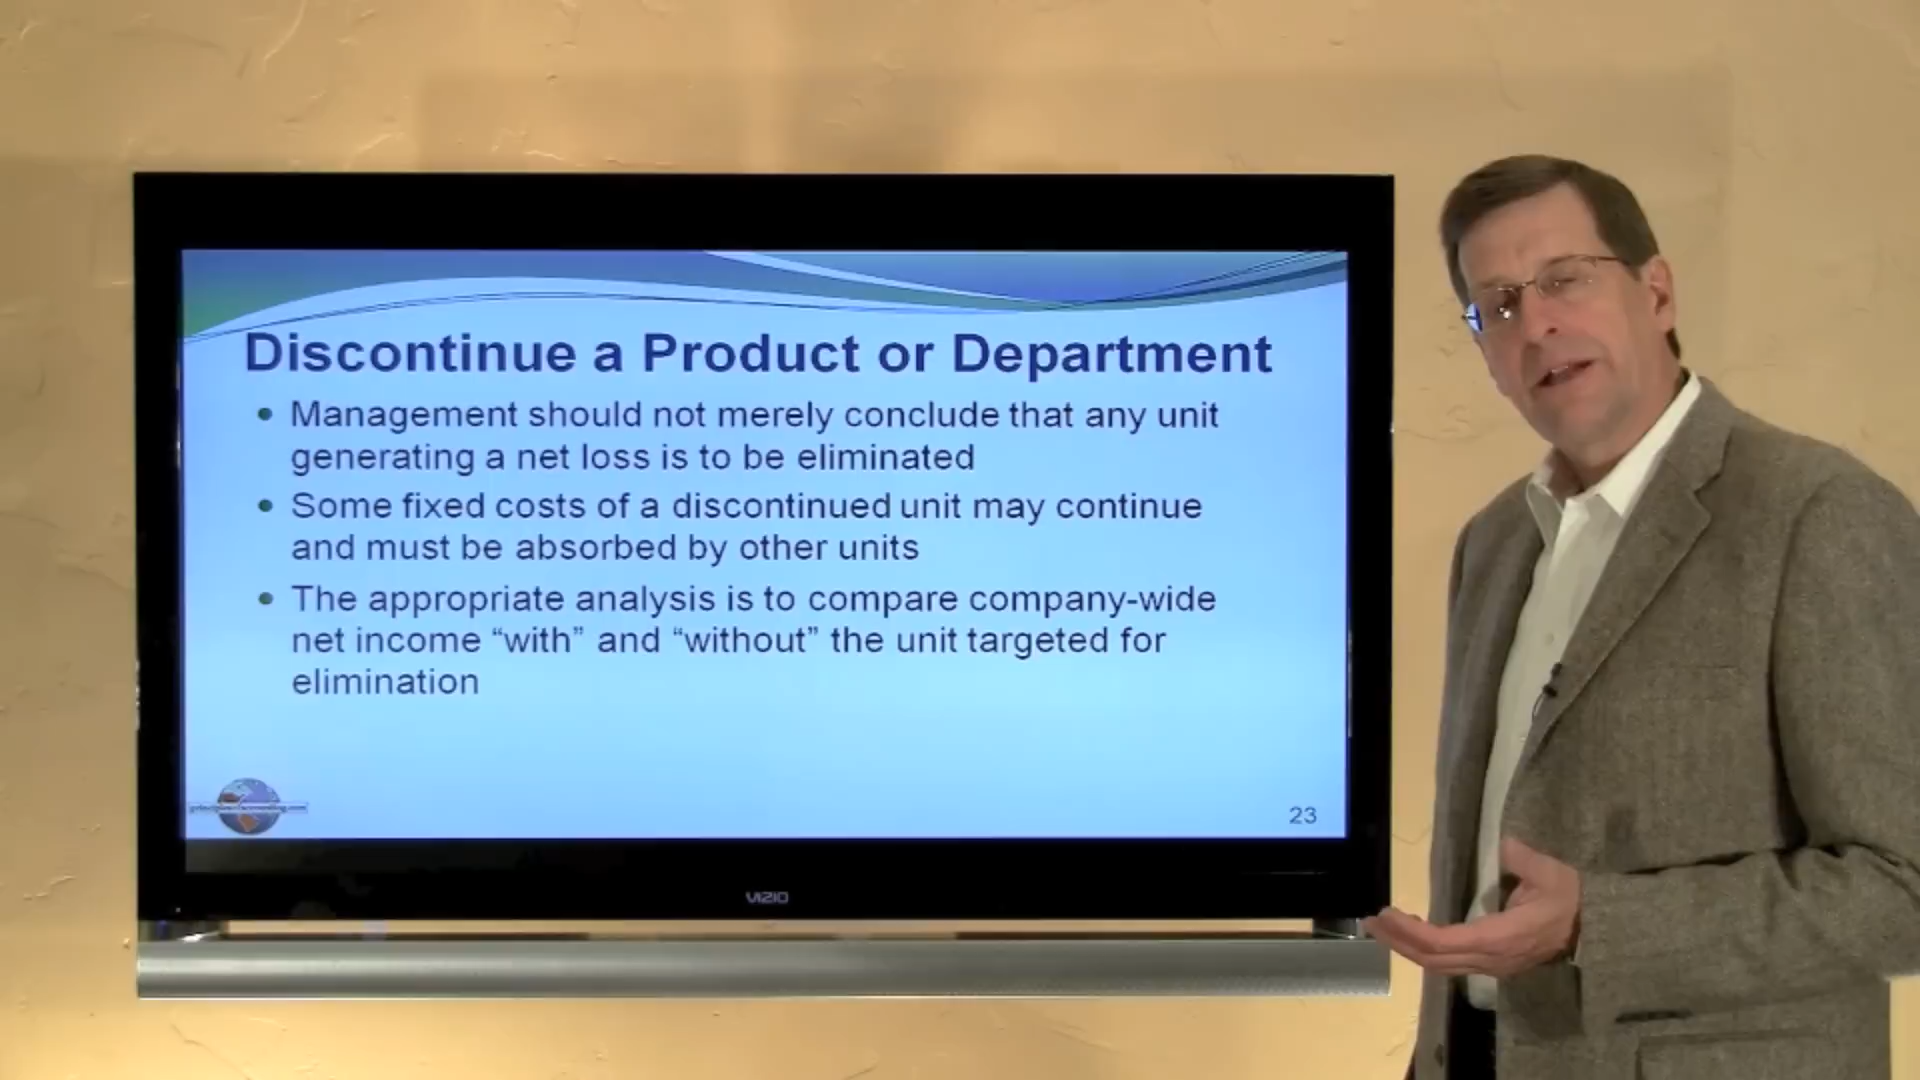 Discontinue a Product or Department
• Management should not merely conclude that any unit
generating a net loss is to be eliminated
• Some fixed costs of a discontinued unit may continue
and must be absorbed by other units
• The appropriate analysis is to compare company-wide
net income “with” and “without” the unit targeted for
elimination
principlesofaccounting.com
23
VIZIO